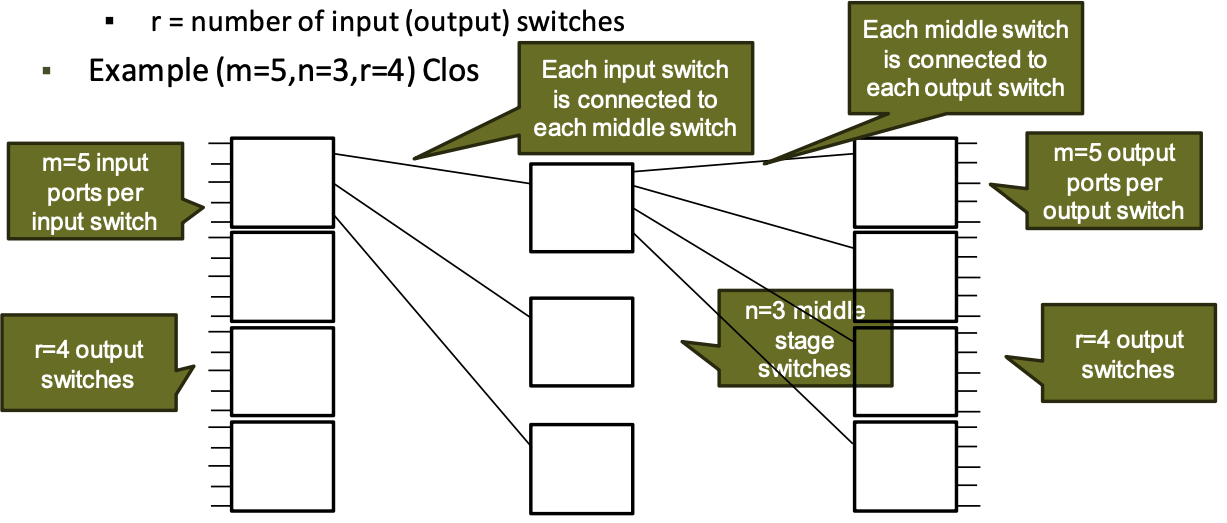 ▪ r = number of input (output) switches
▪ Example (m=5,n=3,r=4) Clos
Each input switch
is connected to
each middle switch
Each middle switch
is connected to
each output switch
m=5 input
ports per
input switch
m=5 output
ports per
output switch
r=4 output
switches
n=3 middle
stage
switches
r=4 output
switches